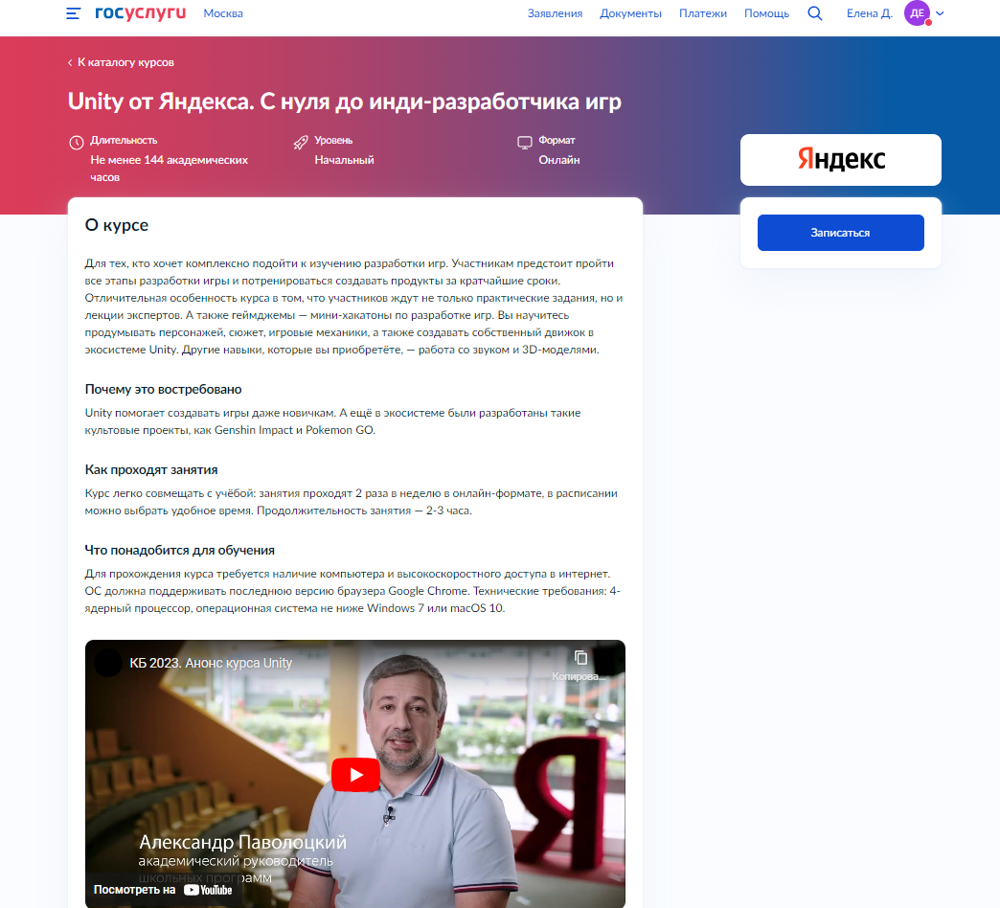 госуслуги Москва Заявления Документы Платежи Помощь Елена Д. ДЕ
К каталогу курсов
Unity от Яндекса. С нуля до инди-разработчика игр
Длительность
Не менее 144 академических
часов
Уровень
Начальный
Формат
Онлайн
Яндекс
Записаться
О курсе
Для тех, кто хочет комплексно подойти к изучению разработки игр. Участникам предстоит пройти
все этапы разработки игры и потренироваться создавать продукты за кратчайшие сроки.
Отличительная особенность курса в том, что участников ждут не только практические задания, но и
лекции экспертов. А также геймджемы — мини-хакатоны по разработке игр. Вы научитесь
продумывать персонажей, сюжет, игровые механики, а также создавать собственный движок в
экосистеме Unity. Другие навыки, которые вы приобретёте, — работа со звуком и 3D-моделями.
Почему это востребовано
Unity помогает создавать игры даже новичкам. А ещё в экосистеме были разработаны такие
культовые проекты, как Genshin Impact и Pokemon GO.
Как проходят занятия
Курс легко совмещать с учёбой: занятия проходят 2 раза в неделю в онлайн-формате, в расписании
можно выбрать удобное время. Продолжительность занятия — 2-3 часа.
Что понадобится для обучения
Для прохождения курса требуется наличие компьютера и высокоскоростного доступа в интернет.
ОС должна поддерживать последнюю версию браузера Google Chrome. Технические требования: 4-
ядерный процессор, операционная система не ниже Windows 7 или macOS 10.
КБ 2023. Анонс курса Unity
Копирова...
Я
Александр Паволоцкий
академический руководитель
школьных программ
Посмотреть на YouTube